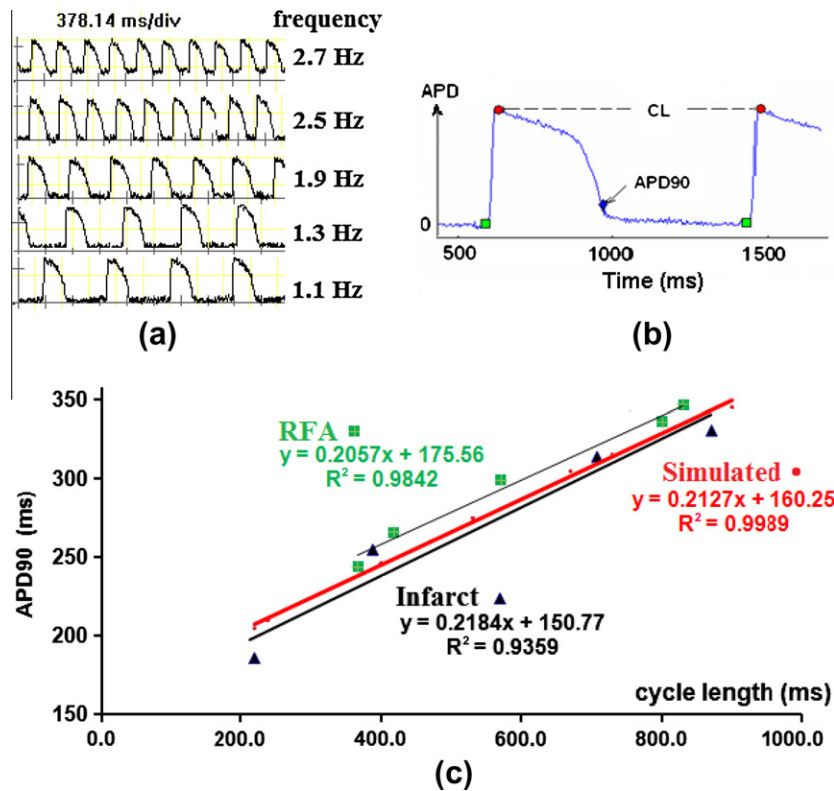 378.14 ms/div
frequency
2.7 Hz
2.5 Hz
1.9 Hz
1.3 Hz
1.1 Hz
(a)
APD
CL
APD90
0
500
1000
1500
Time (ms)
(b)
350
300
250
200
150
APD90
(ms)
RFA
y = 0.2057x + 175.56
R² = 0.9842
Simulated
y = 0.2127x + 160.25
R² = 0.9989
Infarct
y = 0.2184x + 150.77
R² = 0.9359
cycle length (ms)
0.0
200.0
400.0
600.0
800.0
1000.0
(c)